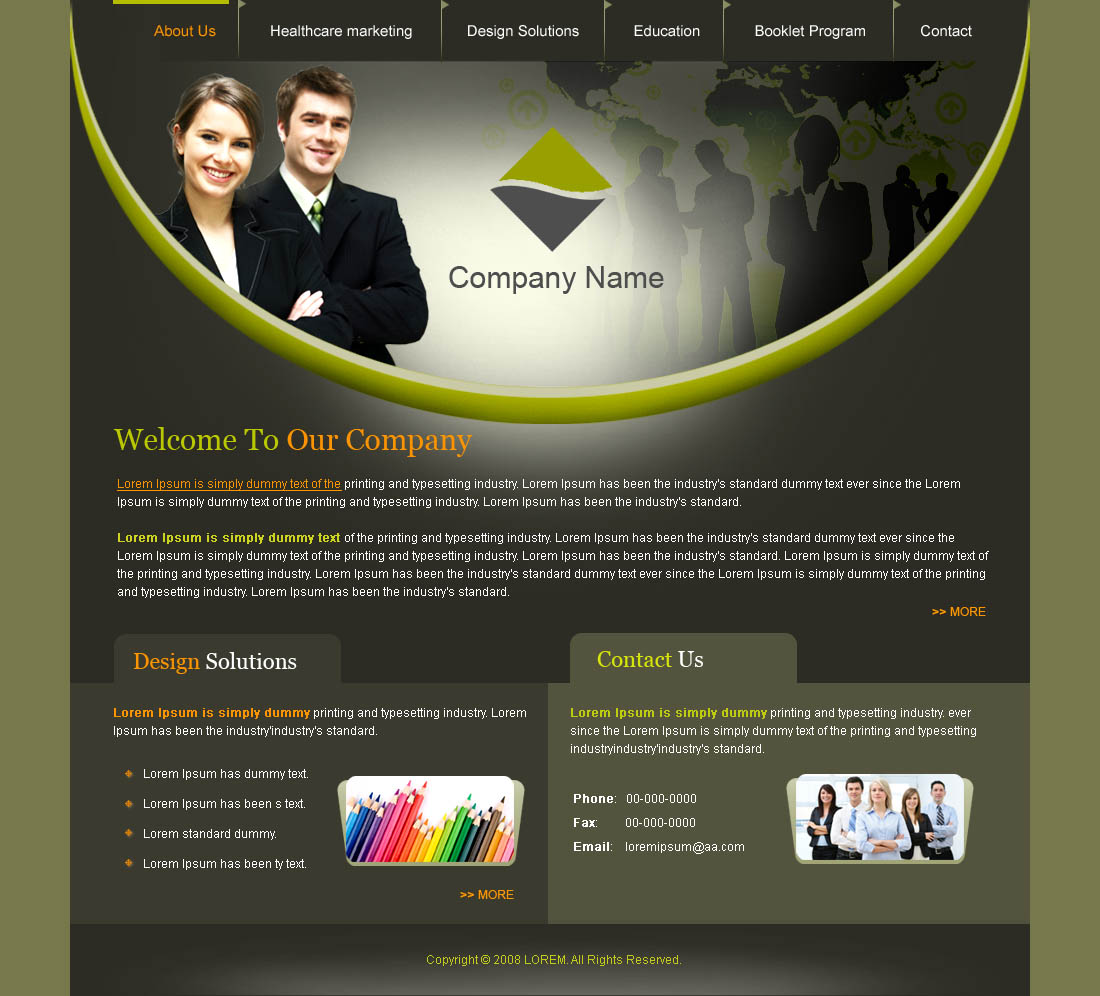 About Us
Healthcare marketing
Design Solutions
Education
Booklet Program
Contact
Company Name
Welcome To Our Company
Lorem Ipsum is simply dummy text of the printing and typesetting industry. Lorem Ipsum has been the industry's standard dummy text ever since the Lorem
Ipsum is simply dummy text of the printing and typesetting industry. Lorem Ipsum has been the industry's standard.
Lorem Ipsum is simply dummy text of the printing and typesetting industry. Lorem Ipsum has been the industry's standard dummy text ever since the
Lorem Ipsum is simply dummy text of the printing and typesetting industry. Lorem Ipsum has been the industry's standard. Lorem Ipsum is simply dummy text of
the printing and typesetting industry. Lorem Ipsum has been the industry's standard dummy text ever since the Lorem Ipsum is simply dummy text of the printing
and typesetting industry. Lorem Ipsum has been the industry's standard.
>> MORE
Design Solutions
Lorem Ipsum is simply dummy printing and typesetting industry. Lorem
Ipsum has been the industry'industry's standard.
Lorem Ipsum has dummy text.
Lorem Ipsum has been s text.
Lorem standard dummy.
Lorem Ipsum has been ty text.
>> MORE
Contact Us
Lorem Ipsum is simply dummy printing and typesetting industry. ever
since the Lorem Ipsum is simply dummy text of the printing and typesetting
industryindustry'industry's standard.
Phone: 00-000-0000
Fax: 00-000-0000
Email: loremipsum@aa.com
Copyright © 2008 LOREM. All Rights Reserved.